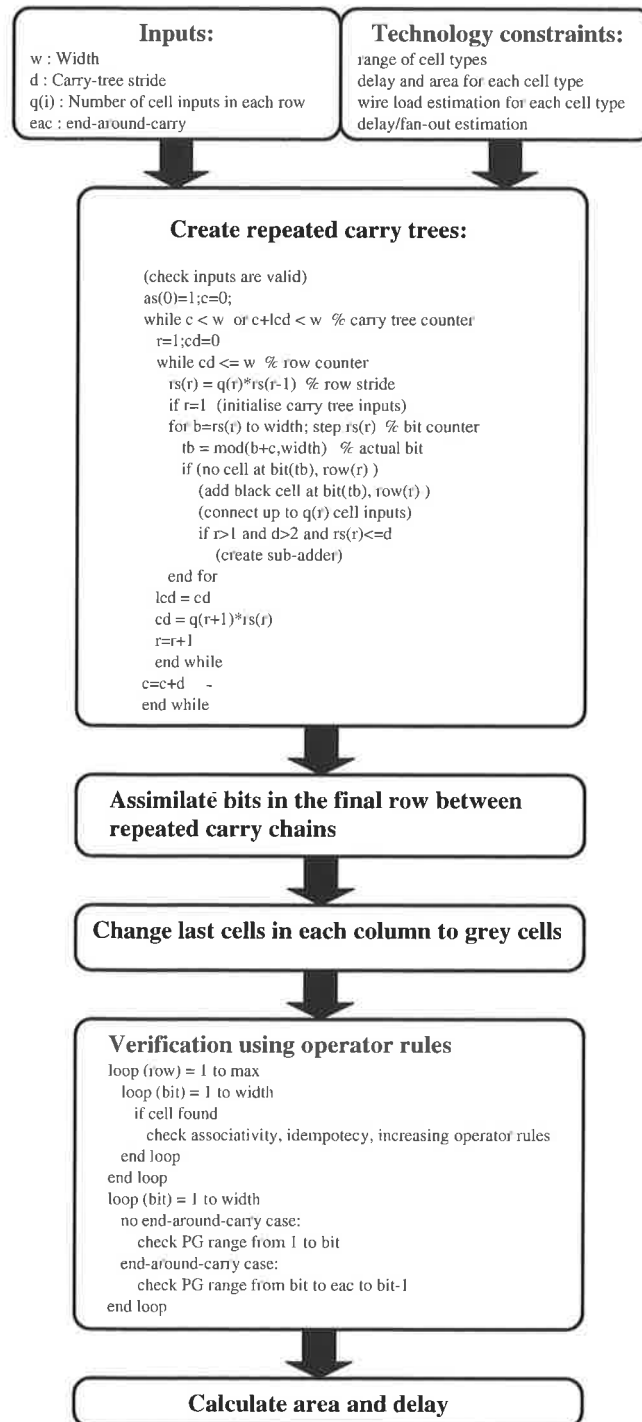 Inputs:
w : Width
d : Carry-tree stride
q(i) : Number of cell inputs in each row
eac : end-around-carry
Technology constraints:
range of cell types
delay and area for each cell type
wire load estimation for each cell type
delay/fan-out estimation
Create repeated carry trees:
(check inputs are valid)
as(0)=1;c=0;
while c < w or c+lcd < w % carry tree counter
r=1;cd=0
while cd <= w % row counter
rs(r) = q(r)*rs(r-1) % row stride
if r=1 (initialise carry tree inputs)
for b=rs(r) to width; step rs(r) % bit counter
tb = mod(b+c,width) % actual bit
if (no cell at bit(tb), row(r) )
(add black cell at bit(tb), row(r) )
(connect up to q(r) cell inputs)
if r>1 and d>2 and rs(r)<=d
(create sub-adder)
end for
lcd = cd
cd = q(r+1)*rs(r)
r=r+1
end while
c=c+d -
end while
Assimilate bits in the final row between
repeated carry chains
Change last cells in each column to grey cells
Verification using operator rules
loop (row) = 1 to max
loop (bit) = 1 to width
if cell found
check associativity, idempotecy, increasing operator rules
end loop
end loop
loop (bit) = 1 to width
no end-around-carry case:
check PG range from 1 to bit
end-around-carry case:
check PG range from bit to eac to bit-1
end loop
Calculate area and delay